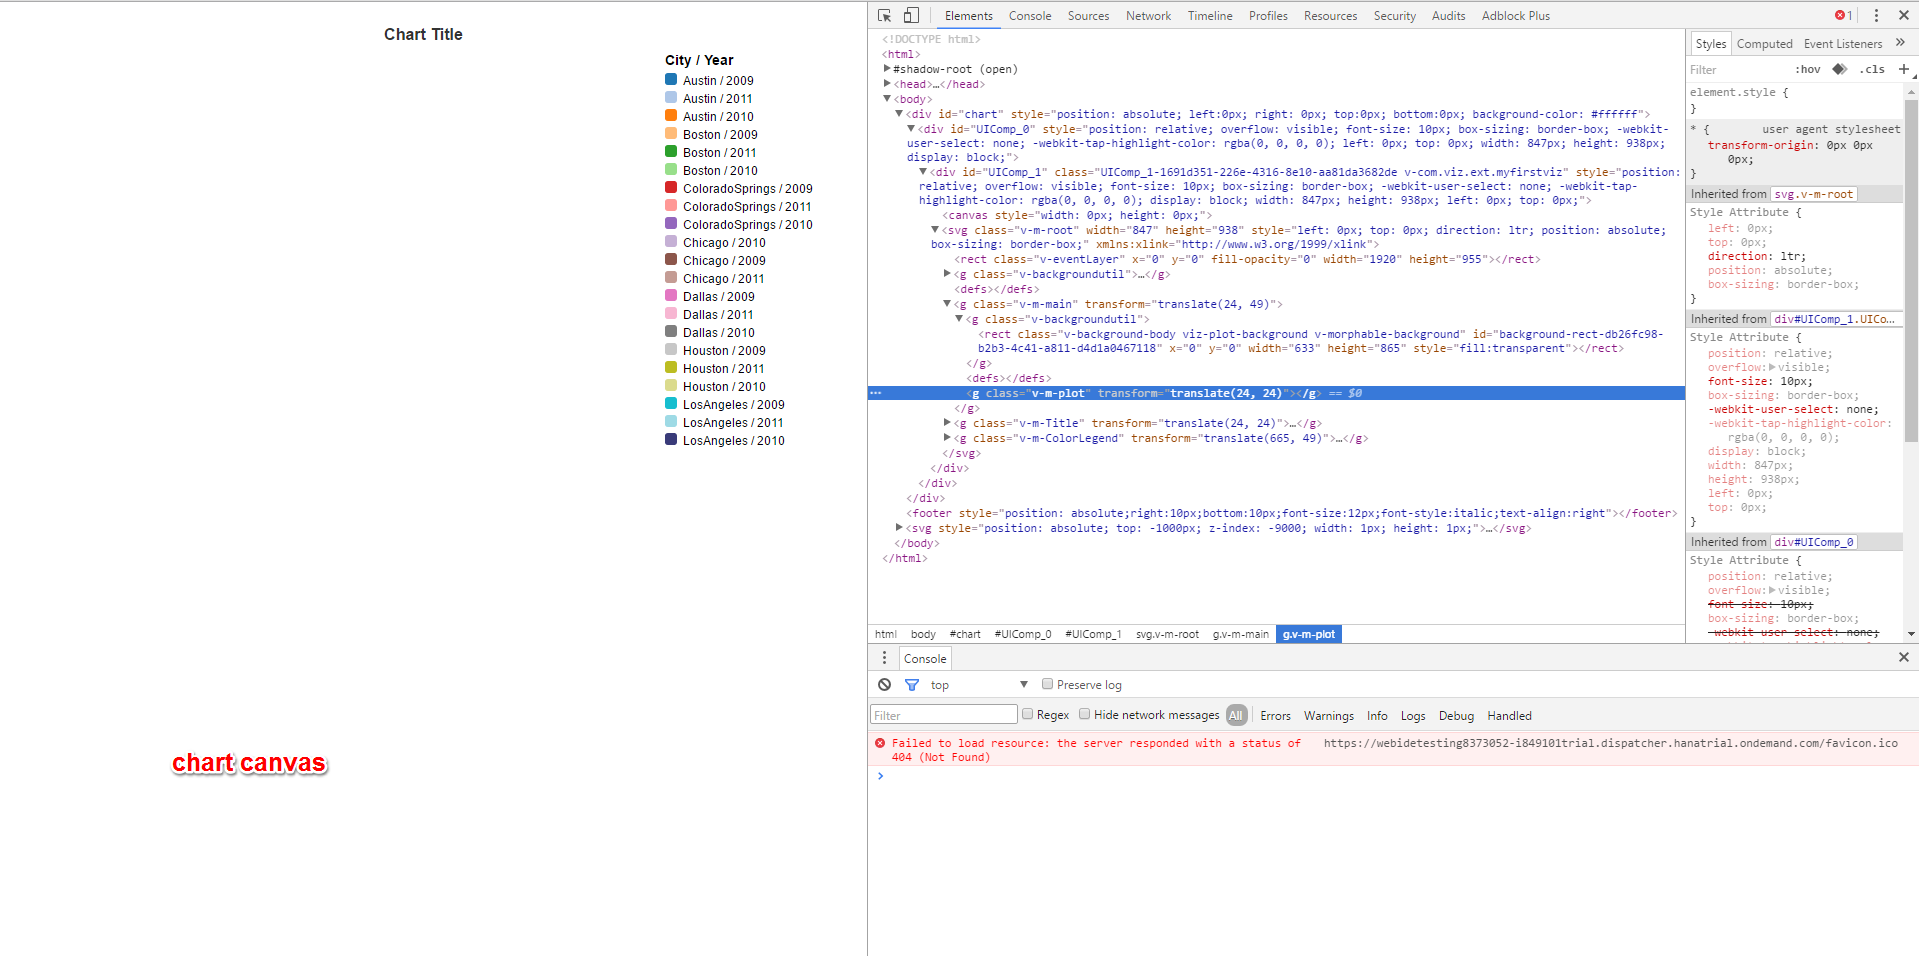 Chart Title
City / Year
Austin / 2009
Austin / 2011
Austin / 2010
Boston / 2009
Boston / 2011
Boston / 2010
ColoradoSprings / 2009
ColoradoSprings / 2011
ColoradoSprings / 2010
Chicago / 2010
Chicago / 2009
Chicago / 2011
Dallas / 2009
Dallas / 2011
Dallas / 2010
Houston / 2009
Houston / 2011
Houston / 2010
LosAngeles / 2009
LosAngeles / 2011
LosAngeles / 2010
chart canvas
Elements Console Sources Network Timeline Profiles Resources Security Audits Adblock Plus 1
<!DOCTYPE html>
<html>
#shadow-root (open)
<head>…</head>
<body>
<div id="chart" style="position: absolute; left:0px; right: 0px; top:0px; bottom:0px; background-color: #ffffff">
<div id="UIComp_0" style="position: relative; overflow: visible; font-size: 10px; box-sizing: border-box; -webkit-
user-select: none; -webkit-tap-highlight-color: rgba(0, 0, 0, 0); left: 0px; top: 0px; width: 847px; height: 938px;
display: block;">
<div id="UIComp_1" class="UIComp_1-1691d351-226e-4316-8e10-aa81da3682de v-com.viz.ext.myfirstviz" style="position:
relative; overflow: visible; font-size: 10px; box-sizing: border-box; -webkit-user-select: none; -webkit-tap-
highlight-color: rgba(0, 0, 0, 0); display: block; width: 847px; height: 938px; left: 0px; top: 0px;">
<canvas style="width: 0px; height: 0px;">
<svg class="v-m-root" width="847" height="938" style="left: 0px; top: 0px; direction: ltr; position: absolute;
box-sizing: border-box;" xmlns:xlink="http://www.w3.org/1999/xlink">
<rect class="v-eventLayer" x="0" y="0" fill-opacity="0" width="1920" height="955"></rect>
<g class="v-backgroundutil">…</g>
<defs></defs>
<g class="v-m-main" transform="translate(24, 49)">
<g class="v-backgroundutil">
<rect class="v-background-body viz-plot-background v-morphable-background" id="background-rect-db26fc98-
b2b3-4c41-a811-d4d1a0467118" x="0" y="0" width="633" height="865" style="fill:transparent"></rect>
</g>
<defs></defs>
… <g class="v-m-plot" transform="translate(24, 24)"></g> == $0
</g>
<g class="v-m-Title" transform="translate(24, 24)">…</g>
<g class="v-m-ColorLegend" transform="translate(665, 49)">…</g>
</svg>
</div>
</div>
</div>
<footer style="position: absolute;right:10px;bottom:10px;font-size:12px;font-style:italic;text-align:right"></footer>
<svg style="position: absolute; top: -1000px; z-index: -9000; width: 1px; height: 1px;">…</svg>
</body>
</html>
html body #chart #UIComp_0 #UIComp_1 svg.v-m-root g.v-m-main g.v-m-plot
Styles Computed Event Listeners »
Filter :hov .cls +
element.style {
}
* { user agent stylesheet
transform-origin: 0px 0px
0px;
}
Inherited from svg.v-m-root
Style Attribute {
left: 0px;
top: 0px;
direction: ltr;
position: absolute;
box-sizing: border-box;
}
Inherited from div#UIComp_1.UICo…
Style Attribute {
position: relative;
overflow: visible;
font-size: 10px;
box-sizing: border-box;
-webkit-user-select: none;
-webkit-tap-highlight-color:
rgba(0, 0, 0, 0);
display: block;
width: 847px;
height: 938px;
left: 0px;
top: 0px;
}
Inherited from div#UIComp_0
Style Attribute {
position: relative;
overflow: visible;
font-size: 10px;
box-sizing: border-box;
-webkit-user-select: none;
Console
top Preserve log
Filter Regex Hide network messages All Errors Warnings Info Logs Debug Handled
Failed to load resource: the server responded with a status of https://webidetesting8373052-i849101trial.dispatcher.hanatrial.ondemand.com/favicon.ico
404 (Not Found)